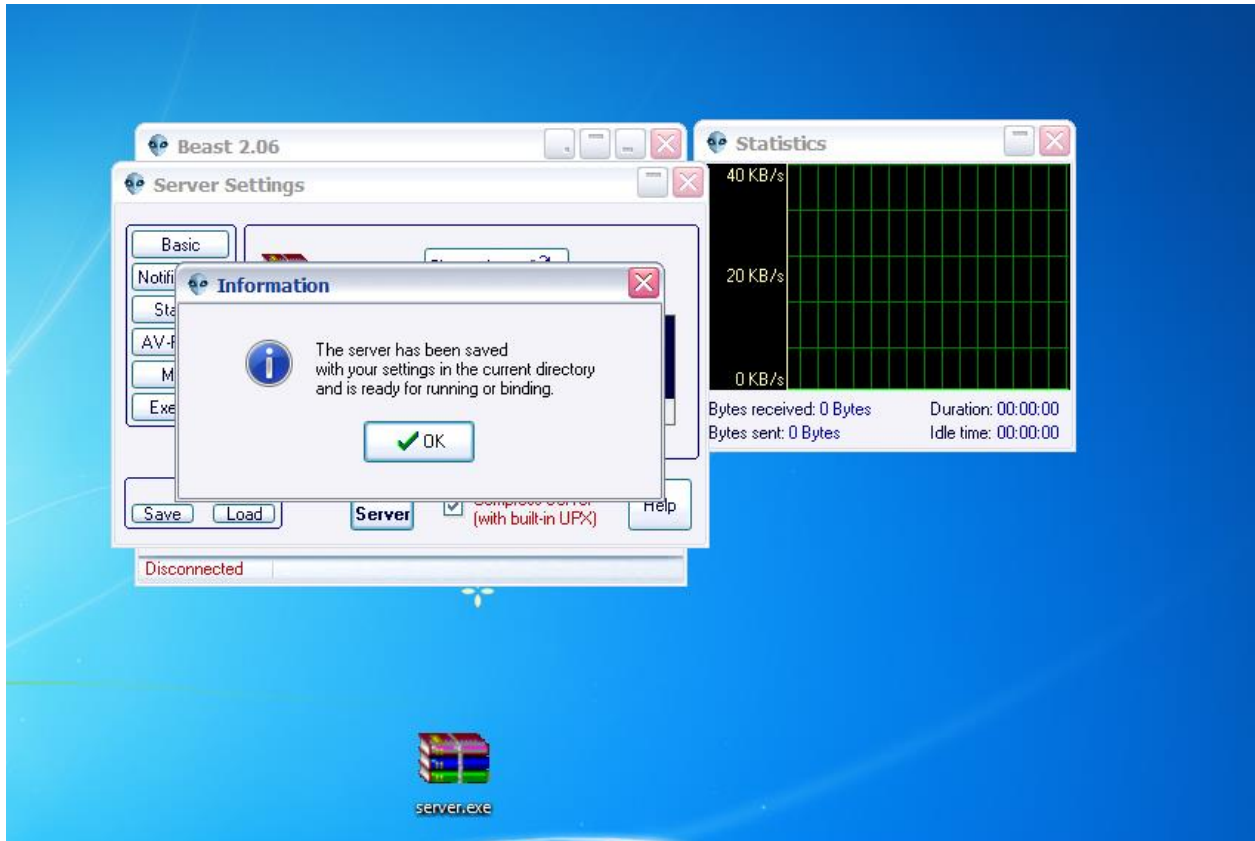 Beast 2.06
Statistics
Server Settings
40 KB/s
20 KB/s
0 KB/s
Bytes received: 0 Bytes
Duration: 00:00:00
Bytes sent: 0 Bytes
Idle time: 00:00:00
Basic
Information
The server has been saved
with your settings in the current directory
and is ready for running or binding.
OK
Save
Load
Server
(with built-in UPX)
Help
Disconnected
server.exe